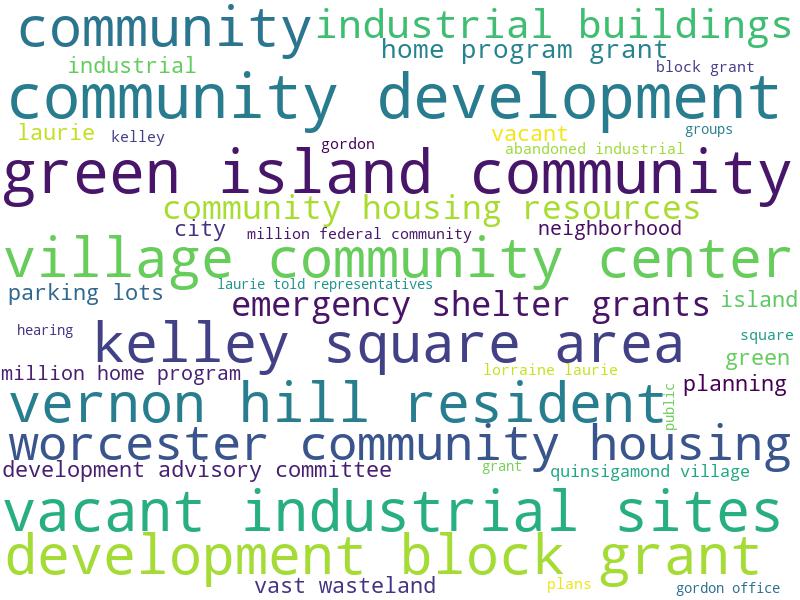 community
industrial buildings
home program grant
industrial
block grant
community development
laurie
kelley
gordon
vacant
groups
abandoned industrial
green island community
community housing resources
city
million federal community
neighborhood
village community center
laurie told representatives
parking lots
emergency shelter grants
island
hearing
kelley square area
square
green
million home program
lorraine laurie
planning
vernon hill resident
public
worcester community housing
development advisory committee
grant
quinsigamond village
vacant industrial sites
development block grant
vast wasteland
plans
gordon office